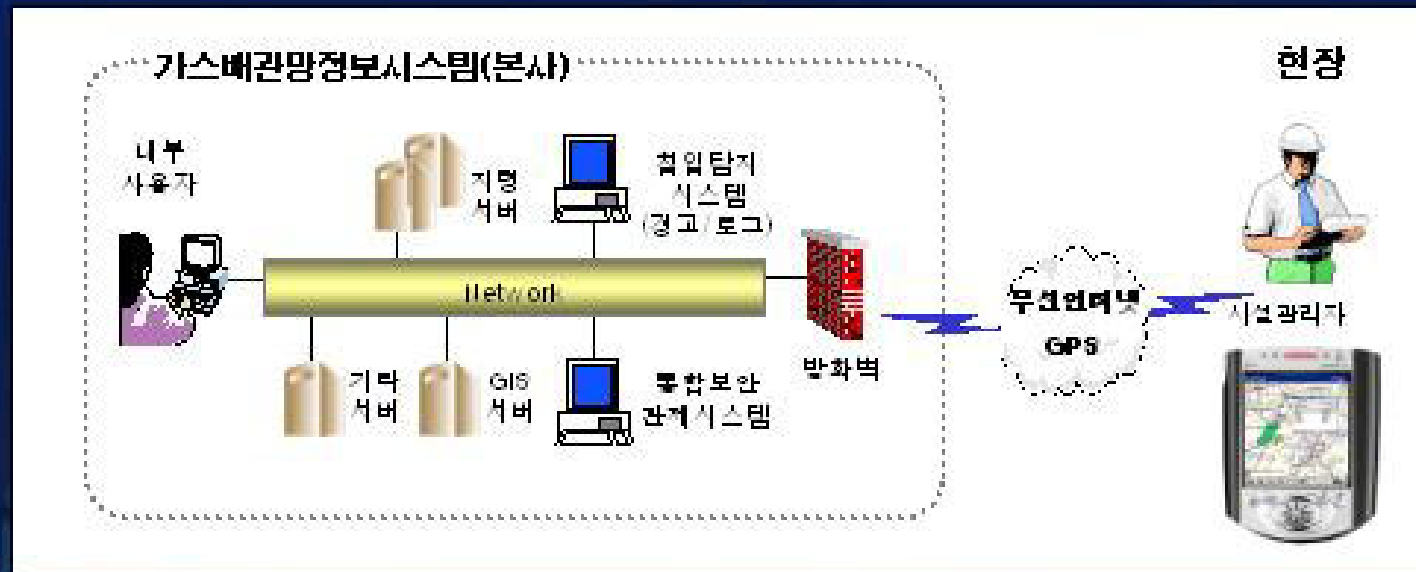 가스배관망정보시스템(본사)
현장
내부
사용자
지령
서버
침입탐지
시스템
(경고/로그)
Network
기타
서버
GIS
서버
통합보안
관제시스템
방화벽
무선인터넷
GPS
시설관리자